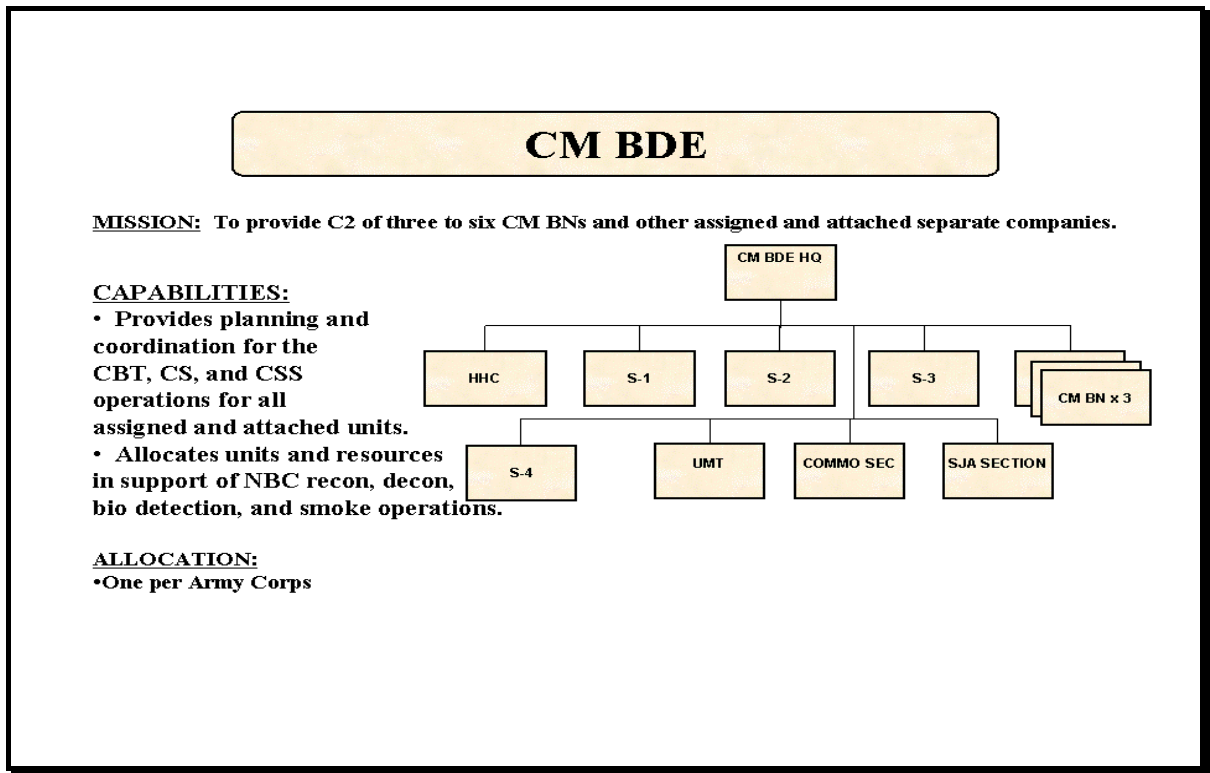 CM BDE
MISSION: To provide C2 of three to six CM BNs and other assigned and attached separate companies.
CM BDE HQ
CAPABILITIES:
• Provides planning and
coordination for the
CBT, CS, and CSS
operations for all
assigned and attached units.
• Allocates units and resources
in support of NBC recon, decon,
bio detection, and smoke operations.
HHC
S-1
S-2
S-3
CM BN x 3
S-4
UMT
COMMO SEC
SJA SECTION
ALLOCATION:
•One per Army Corps